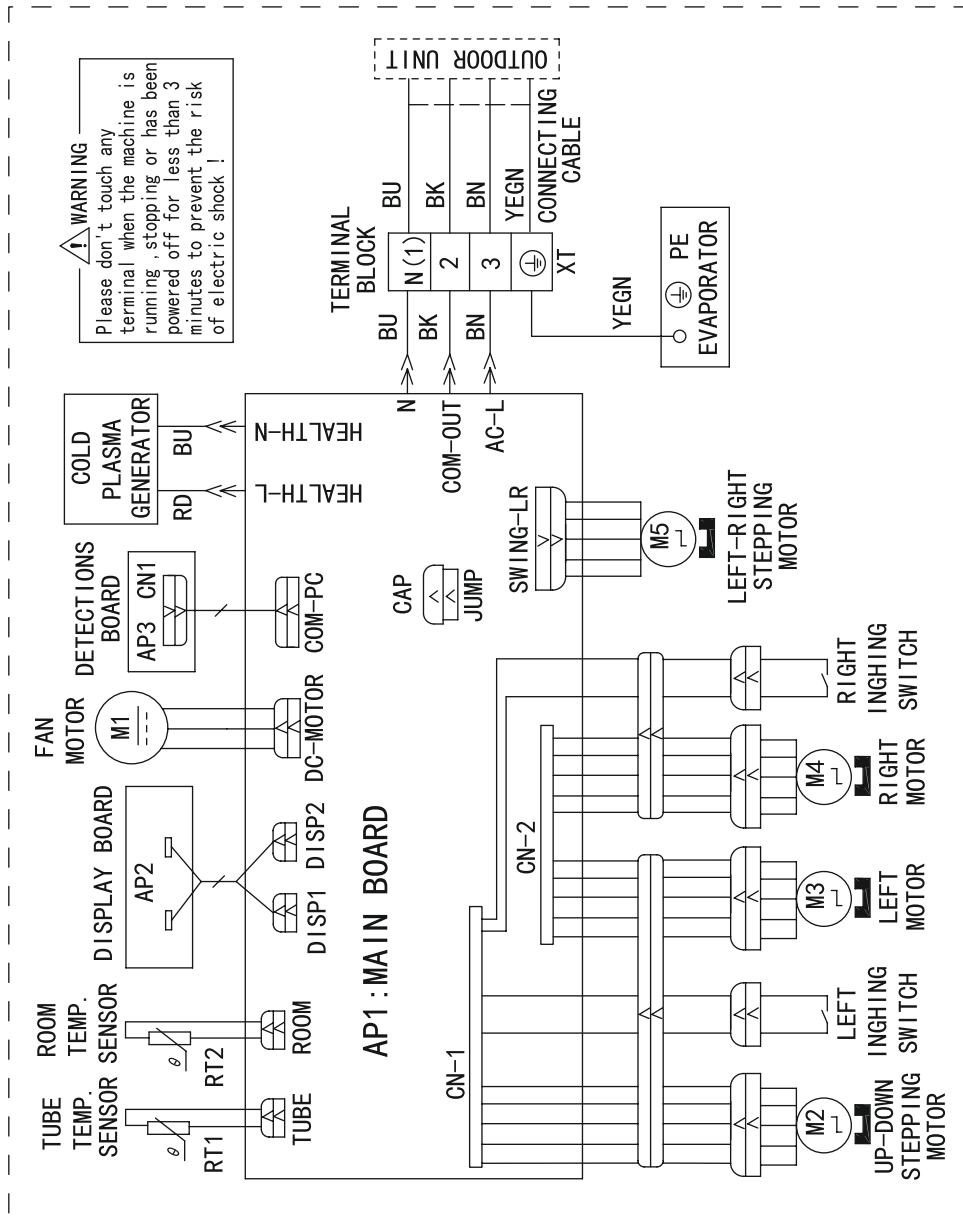 WARNING
Please don't touch any
terminal when the machine is
running ,stopping or has been
powered off for less than 3
minutes to prevent the risk
of electric shock !
TUBE
TEMP.
SENSOR
RT1
θ
TUBE
ROOM
TEMP.
SENSOR
RT2
θ
ROOM
DISPLAY BOARD
AP2
DISP1
DISP2
FAN
MOTOR
M1
DC-MOTOR
DETECTIONS
BOARD
AP3 CN1
COM-PC
COLD
PLASMA
GENERATOR
RD
BU
HEALTH-L
HEALTH-N
AP1:MAIN BOARD
CAP
JUMP
N
COM-OUT
AC-L
BU
BK
BN
TERMINAL
BLOCK
N(1)
2
3
XT
BU
BK
BN
YEGN
CONNECTING
CABLE
OUTDOOR UNIT
YEGN
PE
EVAPORATOR
CN-1
CN-2
SWING-LR
M2
UP-DOWN
STEPPING
MOTOR
LEFT
INGHING
SWITCH
M3
LEFT
MOTOR
M4
RIGHT
MOTOR
RIGHT
INGHING
SWITCH
M5
LEFT-RIGHT
STEPPING
MOTOR